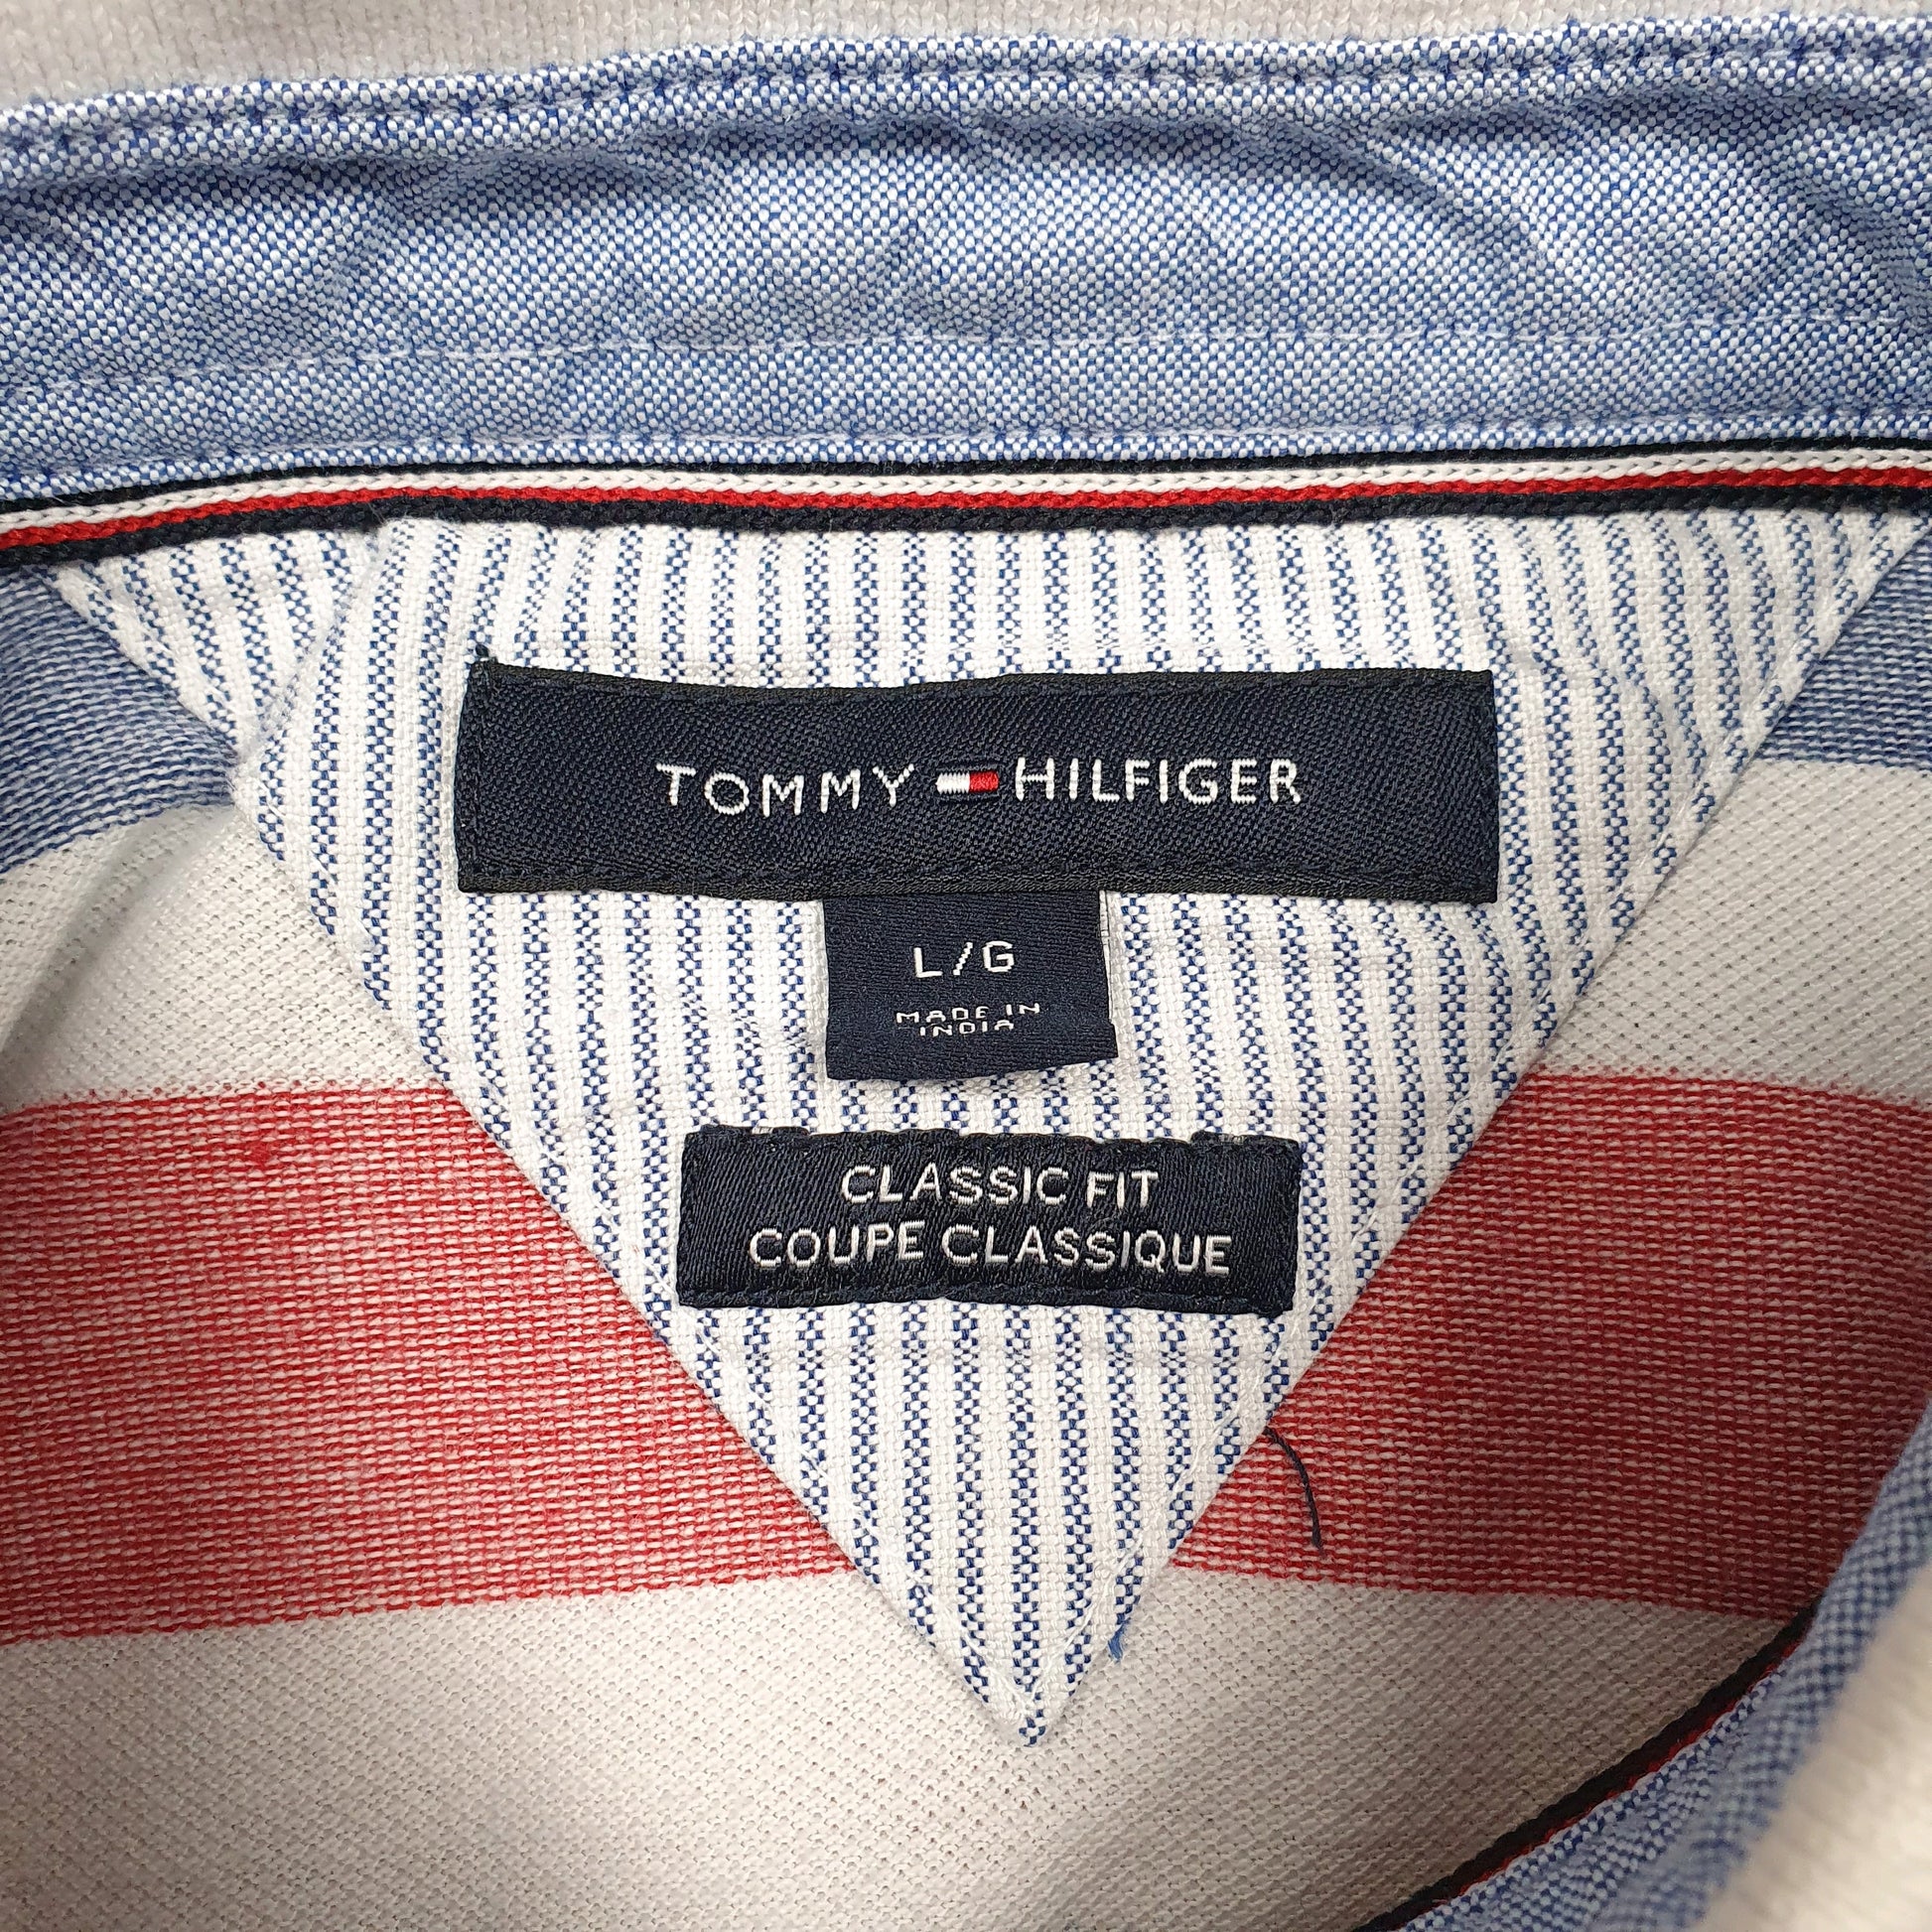 TOMMY HILFIGER
L/G
MADE IN
INDIA
CLASSIC FIT
COUPE CLASSIQUE